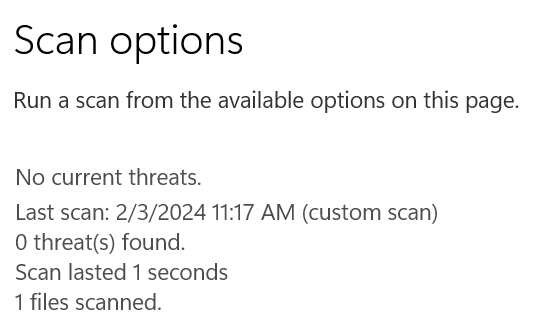 Scan options
Run a scan from the available options on this page.
No current threats.
Last scan: 2/3/2024 11:17 AM (custom scan)
0 threat(s) found.
Scan lasted 1 seconds
1 files scanned.